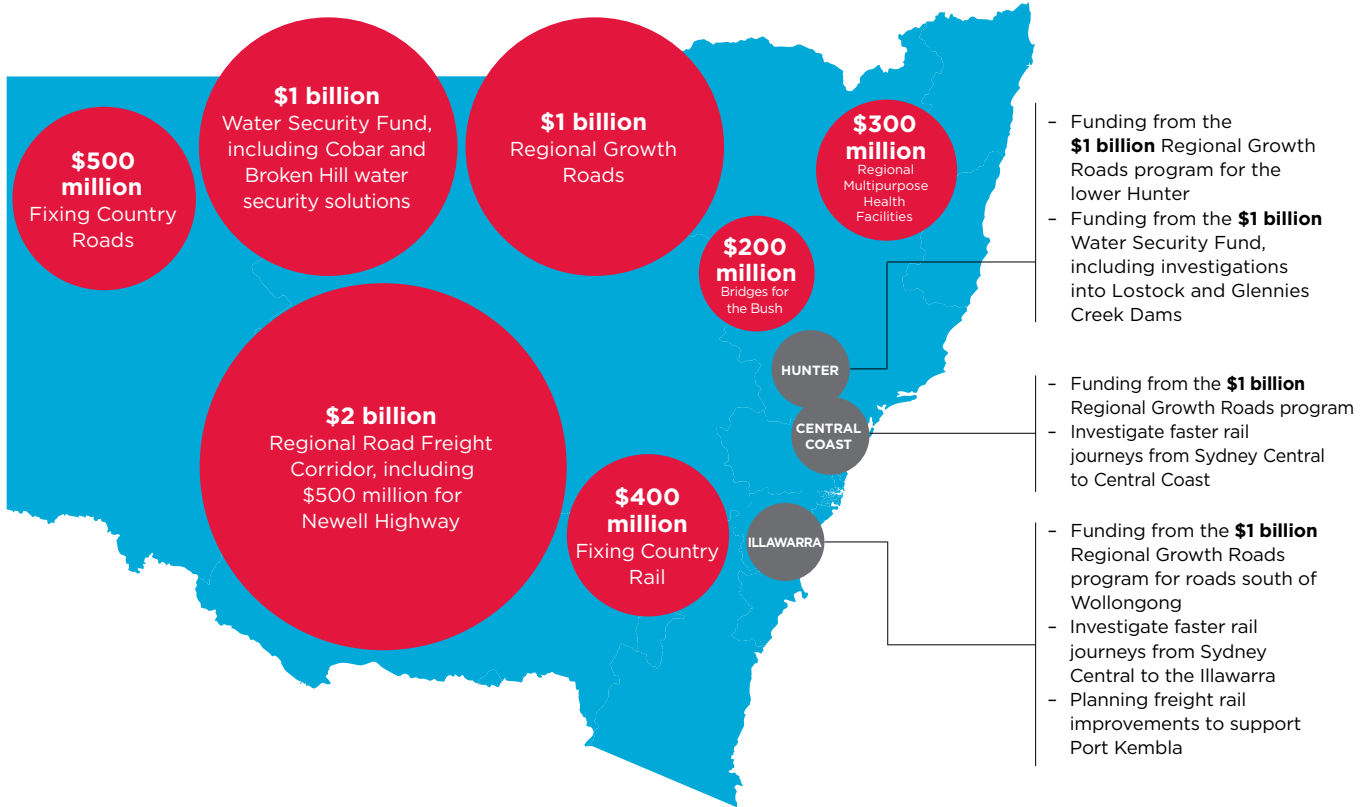 $500
million
Fixing Country
Roads
$1 billion
Water Security Fund,
including Cobar and
Broken Hill water
security solutions
$1 billion
Regional Growth
Roads
$300
million
Regional
Multipurpose
Health
Facilities
$200
million
Bridges for
the Bush
$2 billion
Regional Road Freight
Corridor, including
$500 million for
Newell Highway
$400
million
Fixing Country
Rail
HUNTER
CENTRAL
COAST
ILLAWARRA
– Funding from the
$1 billion Regional Growth
Roads program for the
lower Hunter
– Funding from the $1 billion
Water Security Fund,
including investigations
into Lostock and Glennies
Creek Dams
– Funding from the $1 billion
Regional Growth Roads program
– Investigate faster rail
journeys from Sydney Central
to Central Coast
– Funding from the $1 billion
Regional Growth Roads
program for roads south of
Wollongong
– Investigate faster rail
journeys from Sydney
Central to the Illawarra
– Planning freight rail
improvements to support
Port Kembla